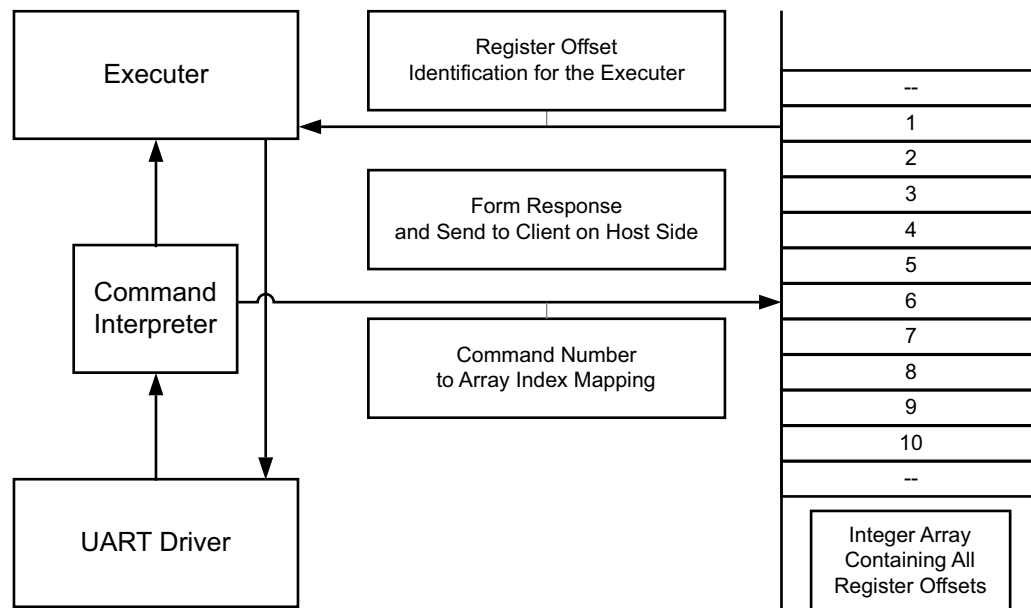 Executer
Register Offset
Identification for the Executer
--
1
2
3
4
5
6
7
8
9
10
--
Form Response
and Send to Client on Host Side
Command
Interpreter
Command Number
to Array Index Mapping
UART Driver
Integer Array
Containing All
Register Offsets